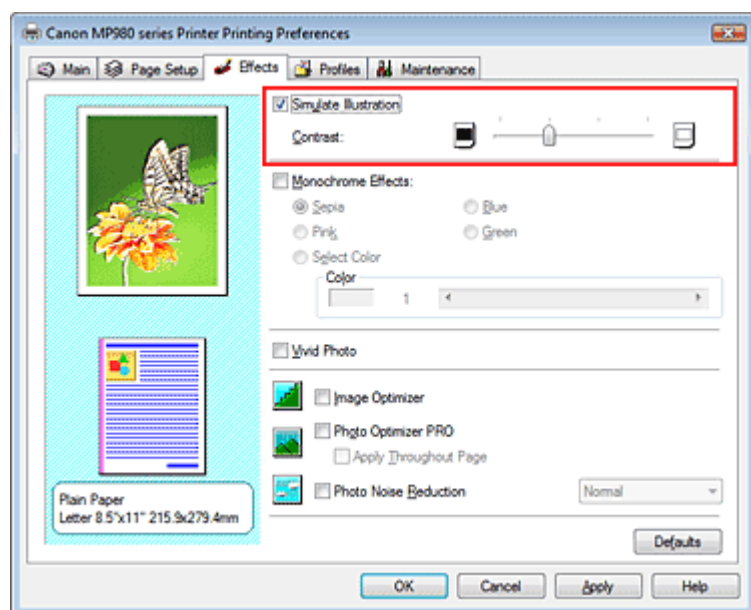 Canon MP980 series Printer Printing Preferences
Main Page Setup Effects Profiles Maintenance
Simulate Illustration
Contrast:
Monochrome Effects:
Sepia Blue
Pink Green
Select Color
Color
1
Vivid Photo
Image Optimizer
Photo Optimizer PRO
Apply Throughout Page
Photo Noise Reduction Normal
Plain Paper
Letter 8.5"x11" 215.9x279.4mm
Defaults
OK Cancel Apply Help